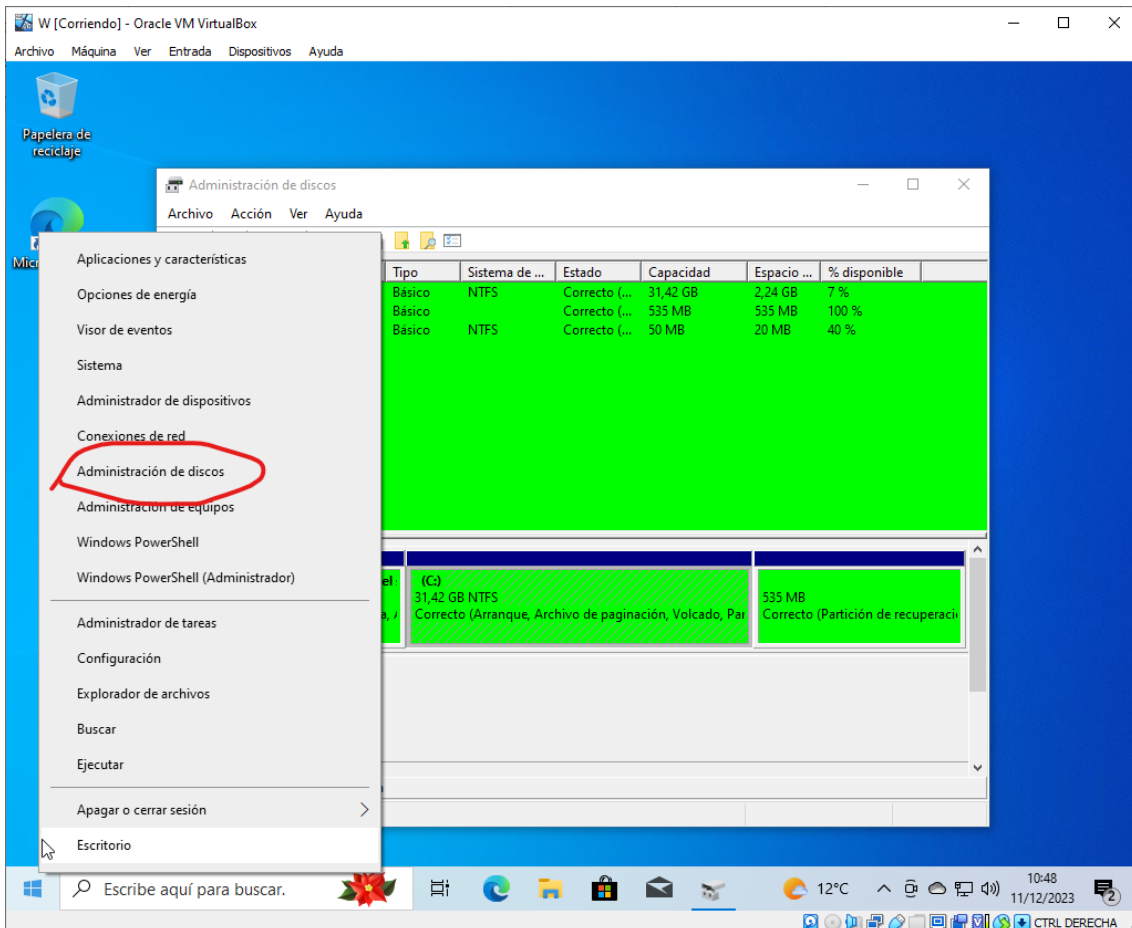 W [Corriendo] - Oracle VM VirtualBox
Archivo Máquina Ver Entrada Dispositivos Ayuda
Papelera de
reciclaje
Administración de discos
Archivo Acción Ver Ayuda
Micr
Aplicaciones y características
Opciones de energía
Visor de eventos
Sistema
Administrador de dispositivos
Conexiones de red
Administración de discos
Administración de equipos
Windows PowerShell
Windows PowerShell (Administrador)
Administrador de tareas
Configuración
Explorador de archivos
Buscar
Ejecutar
Apagar o cerrar sesión
Escritorio
Tipo Sistema de ... Estado Capacidad Espacio ... % disponible
Básico NTFS Correcto (... 31,42 GB 2,24 GB 7 %
Básico Correcto (... 535 MB 535 MB 100 %
Básico NTFS Correcto (... 50 MB 20 MB 40 %
(C:)
31,42 GB NTFS
Correcto (Arranque, Archivo de paginación, Volcado, Par
535 MB
Correcto (Partición de recuperaci
Escribe aquí para buscar.
12°C
10:48
11/12/2023
2
CTRL DERECHA